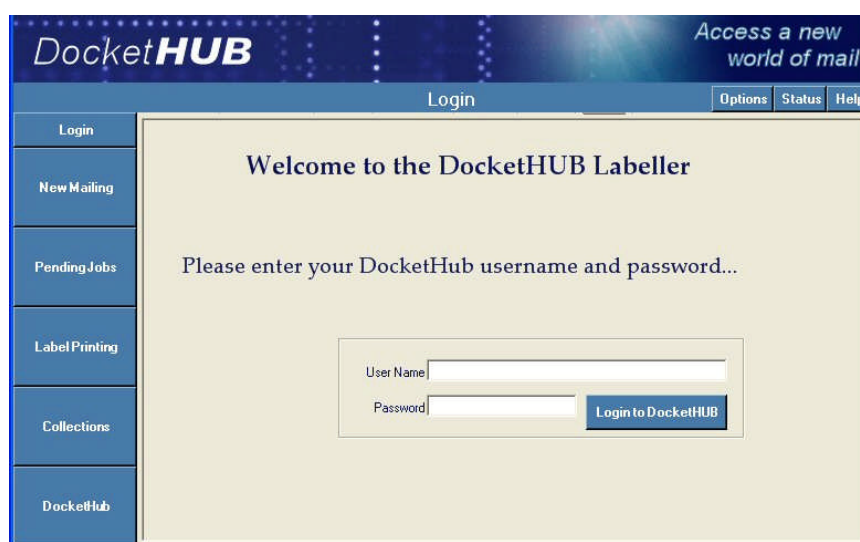 DocketHUB
Access a new
world of mail
Login
Options
Status
Help
Login
New Mailing
Pending Jobs
Label Printing
Collections
DocketHub
Welcome to the DocketHUB Labeller
Please enter your DocketHub username and password...
User Name
Password
Login to DocketHUB